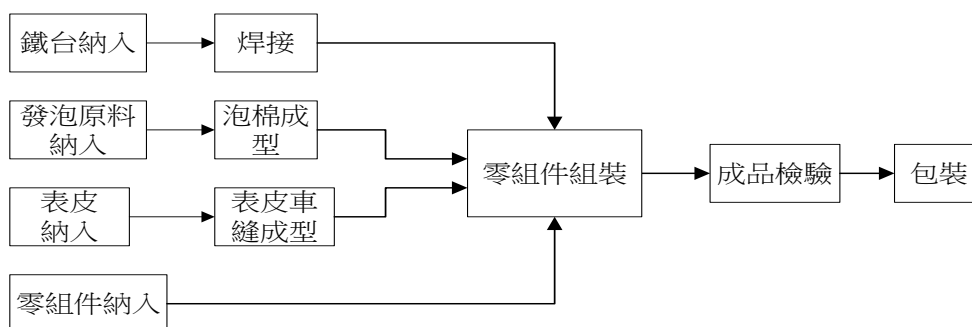 鐵台納入
焊接
發泡原料
納入
泡棉成
型
零組件組裝
成品檢驗
包裝
表皮
納入
表皮車
縫成型
零組件納入